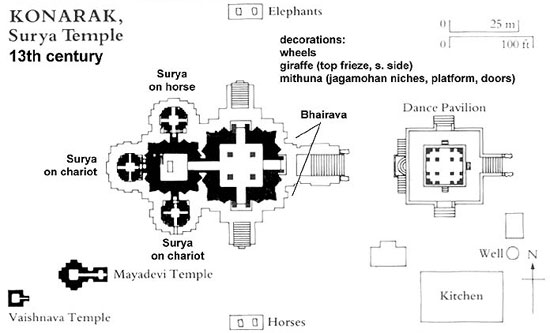 KONARAK,
Surya Temple
13th century
Elephants
0 25 m
0 100 ft
decorations:
wheels
giraffe (top frieze, s. side)
mithuna (jagamohan niches, platform, doors)
Surya
on horse
Bhairava
Dance Pavilion
Surya
on chariot
Surya
on chariot
Mayadevi Temple
Well
N
Kitchen
Vaishnava Temple
Horses